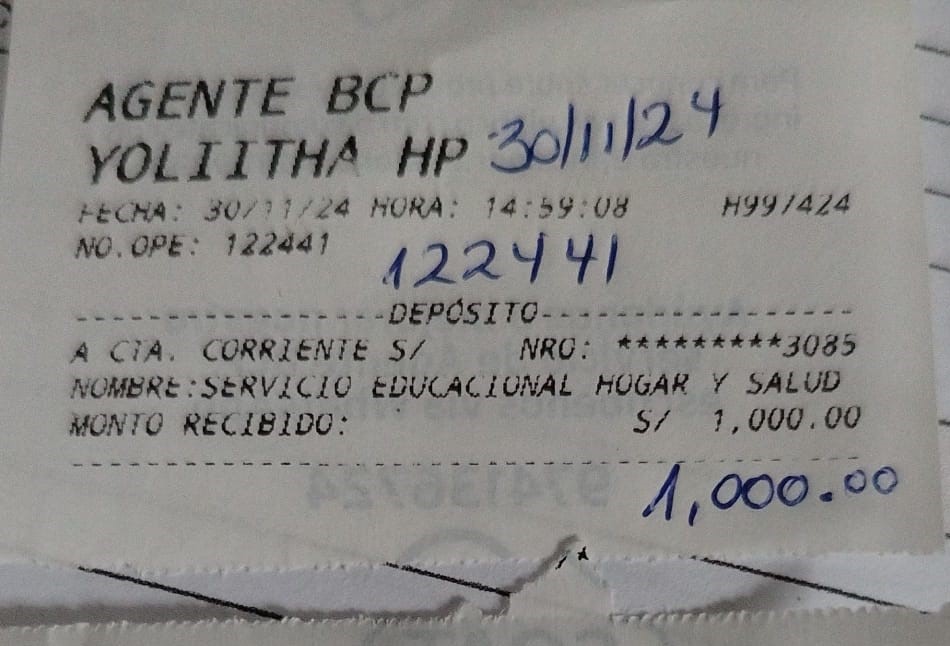 AGENTE BCP
YOLIITHA HP 30/11/24
FECHA: 30/11/24 HORA: 14:59:08 H997424
NO.OPE: 122441
122441
-----------------DEPÓSITO-----------------
A CTA. CORRIENTE S/ NRO: *********3085
NOMBRE:SERVICIO EDUCACIONAL HOGAR Y SALUD
MONTO RECIBIDO: S/ 1,000.00
1,000.00